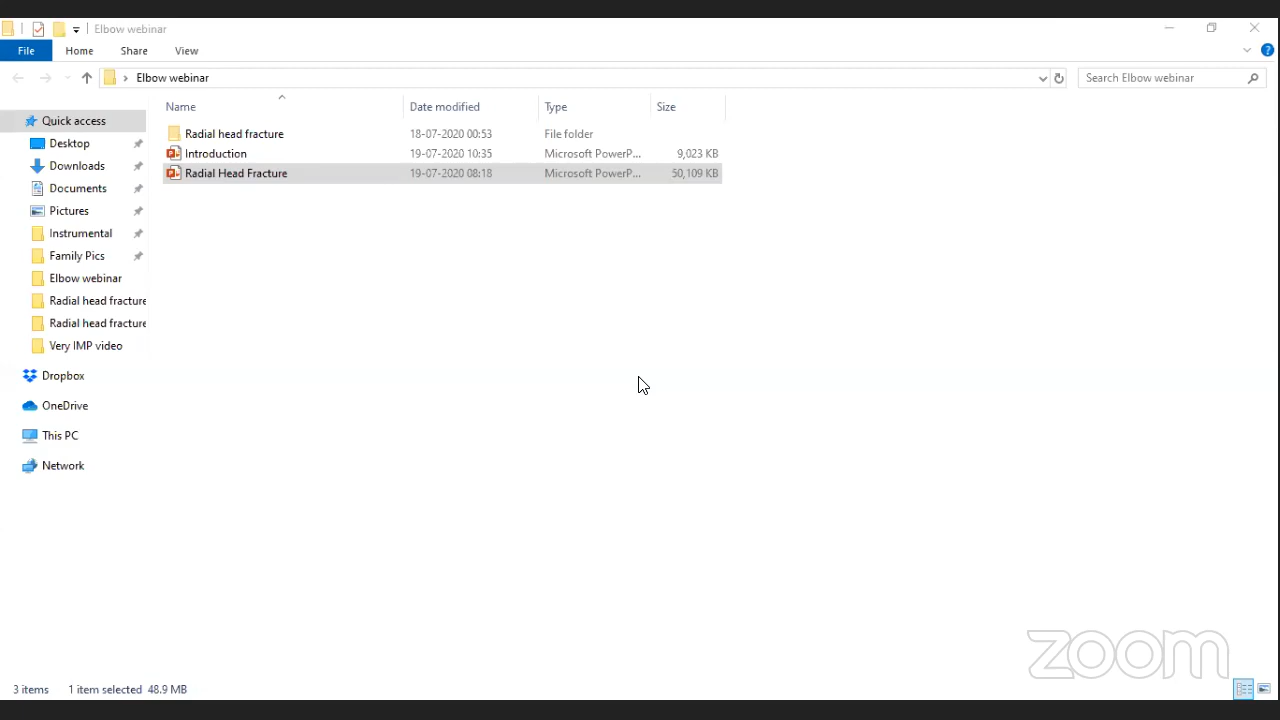 Elbow webinar
File Home Share View
Elbow webinar
Search Elbow webinar
Name Date modified Type Size
Quick access
Desktop
Downloads
Documents
Pictures
Instrumental
Family Pics
Elbow webinar
Radial head fracture
Radial head fracture
Very IMP video
Dropbox
OneDrive
This PC
Network
Radial head fracture 18-07-2020 00:53 File folder
Introduction 19-07-2020 10:35 Microsoft PowerP... 9,023 KB
Radial Head Fracture 19-07-2020 08:18 Microsoft PowerP... 50,109 KB
zoom
3 items 1 item selected 48.9 MB